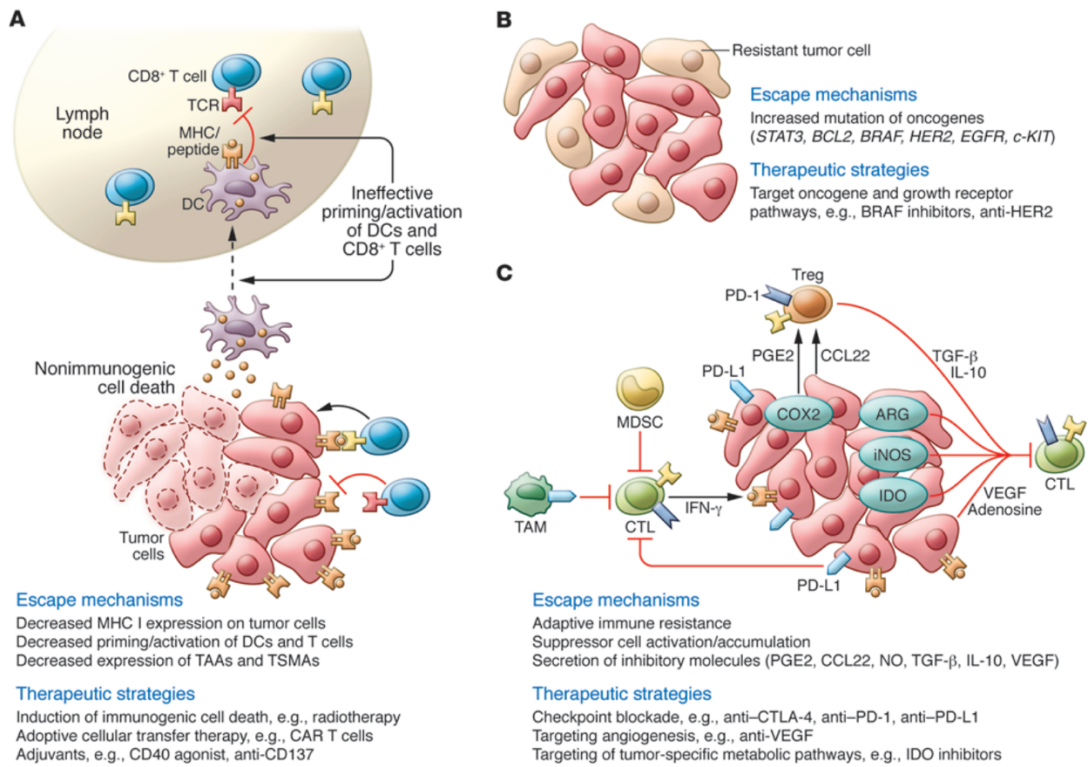 A
CD8+ T cell
TCR
Lymph
node
MHC/
peptide
DC
Ineffective
priming/activation
of DCs and
CD8+ T cells
Nonimmunogenic
cell death
Tumor
cells
Escape mechanisms
Decreased MHC I expression on tumor cells
Decreased priming/activation of DCs and T cells
Decreased expression of TAAs and TSMAs
Therapeutic strategies
Induction of immunogenic cell death, e.g., radiotherapy
Adoptive cellular transfer therapy, e.g., CAR T cells
Adjuvants, e.g., CD40 agonist, anti-CD137
B
Resistant tumor cell
Escape mechanisms
Increased mutation of oncogenes
(STAT3, BCL2, BRAF, HER2, EGFR, c-KIT)
Therapeutic strategies
Target oncogene and growth receptor
pathways, e.g., BRAF inhibitors, anti-HER2
C
Treg
PD-1
PGE2
CCL22
TGF-β
IL-10
PD-L1
MDSC
COX2
ARG
iNOS
IDO
CTL
TAM
CTL
IFN-γ
VEGF
Adenosine
PD-L1
Escape mechanisms
Adaptive immune resistance
Suppressor cell activation/accumulation
Secretion of inhibitory molecules (PGE2, CCL22, NO, TGF-β, IL-10, VEGF)
Therapeutic strategies
Checkpoint blockade, e.g., anti–CTLA-4, anti–PD-1, anti–PD-L1
Targeting angiogenesis, e.g., anti-VEGF
Targeting of tumor-specific metabolic pathways, e.g., IDO inhibitors